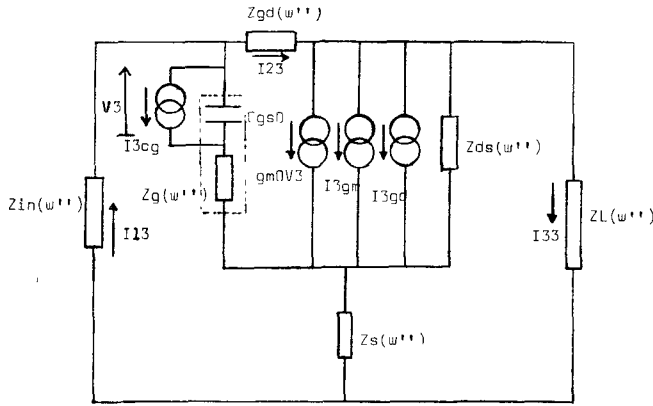 Zgd(w'')
I23
V3
I3cg
Cgs0
Zg(w'')
gm0V3
I3gm
I3gd
Zds(w'')
Zin(w'')
I13
I33
ZL(w'')
Zs(w'')